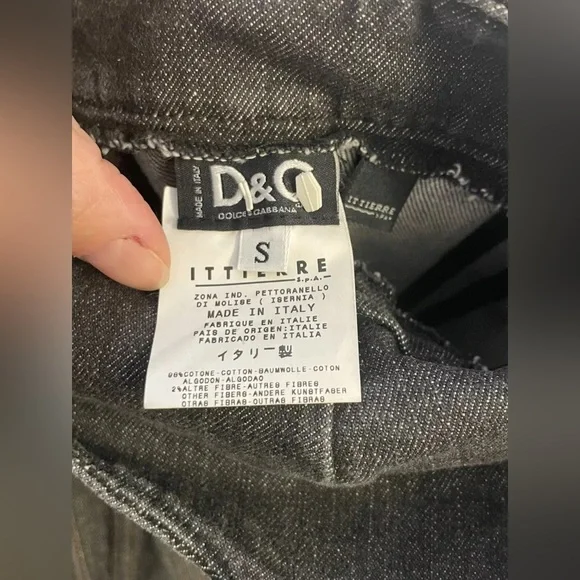 MADE IN ITALY
D&G
DOLCE & GABBANA
ITTIERRE
S.p.A.
S
ITTIERRE
S.p.A.
ZONA IND. PETTORANELLO
DI MOLISE ( ISERNIA )
MADE IN ITALY
FABRIQUE EN ITALIE
PAIS DE ORIGEN:ITALIE
FABRICADO EN ITALIA
イタリー製
98%COTONE-COTTON-BAUMWOLLE-COTON
ALGODON-ALGODAO
2%ALTRE FIBRE-AUTRES FIBRES
OTHER FIBERS-ANDERE KUNSTFASER
OTRAS FIBRAS-OUTRAS FIBRAS